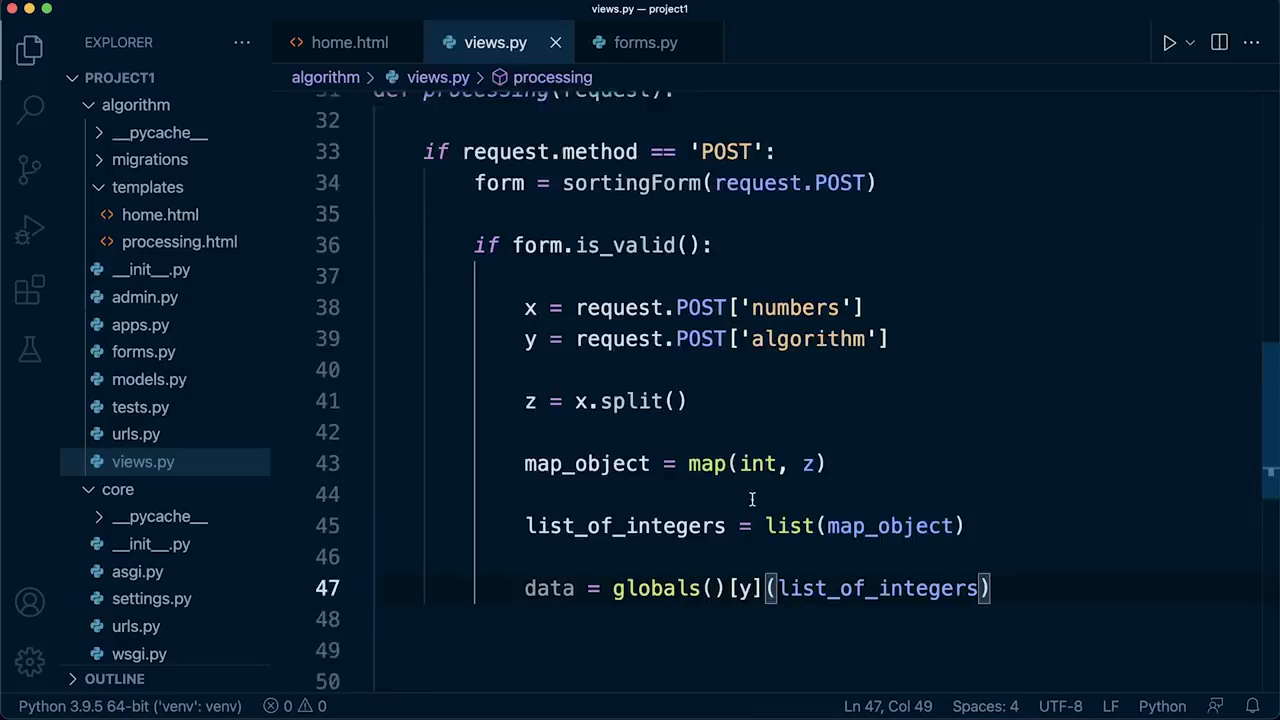 views.py — project1
EXPLORER
home.html
views.py
forms.py
PROJECT1
algorithm
__pycache__
migrations
templates
home.html
processing.html
__init__.py
admin.py
apps.py
forms.py
models.py
tests.py
urls.py
views.py
core
__pycache__
__init__.py
asgi.py
settings.py
urls.py
wsgi.py
OUTLINE
algorithm > views.py > processing
31 def processing(request):
32
33 if request.method == 'POST':
34 form = sortingForm(request.POST)
35
36 if form.is_valid():
37
38 x = request.POST['numbers']
39 y = request.POST['algorithm']
40
41 z = x.split()
42
43 map_object = map(int, z)
44
45 list_of_integers = list(map_object)
46
47 data = globals()[y](list_of_integers)
48
49
50
Python 3.9.5 64-bit ('venv': venv) 0 0 Ln 47, Col 49 Spaces: 4 UTF-8 LF Python